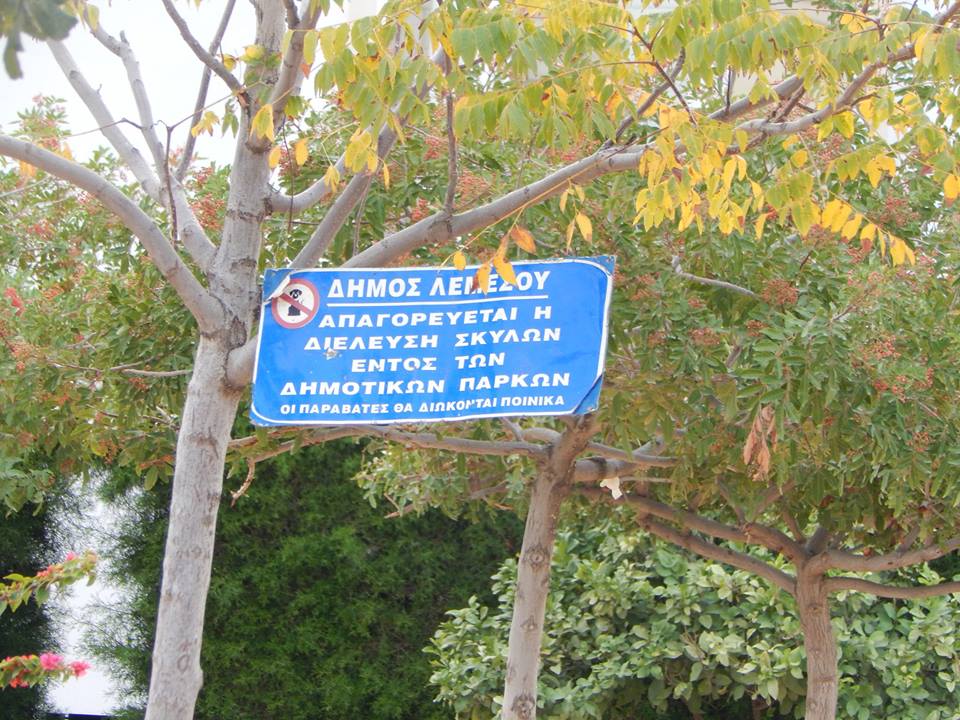 ΔΗΜΟΣ ΛΕΜΕΣΟΥ
ΑΠΑΓΟΡΕΥΕΤΑΙ Η
ΔΙΕΛΕΥΣΗ ΣΚΥΛΩΝ
ΕΝΤΟΣ ΤΩΝ
ΔΗΜΟΤΙΚΩΝ ΠΑΡΚΩΝ
ΟΙ ΠΑΡΑΒΑΤΕΣ ΘΑ ΔΙΩΚΟΝΤΑΙ ΠΟΙΝΙΚΑ